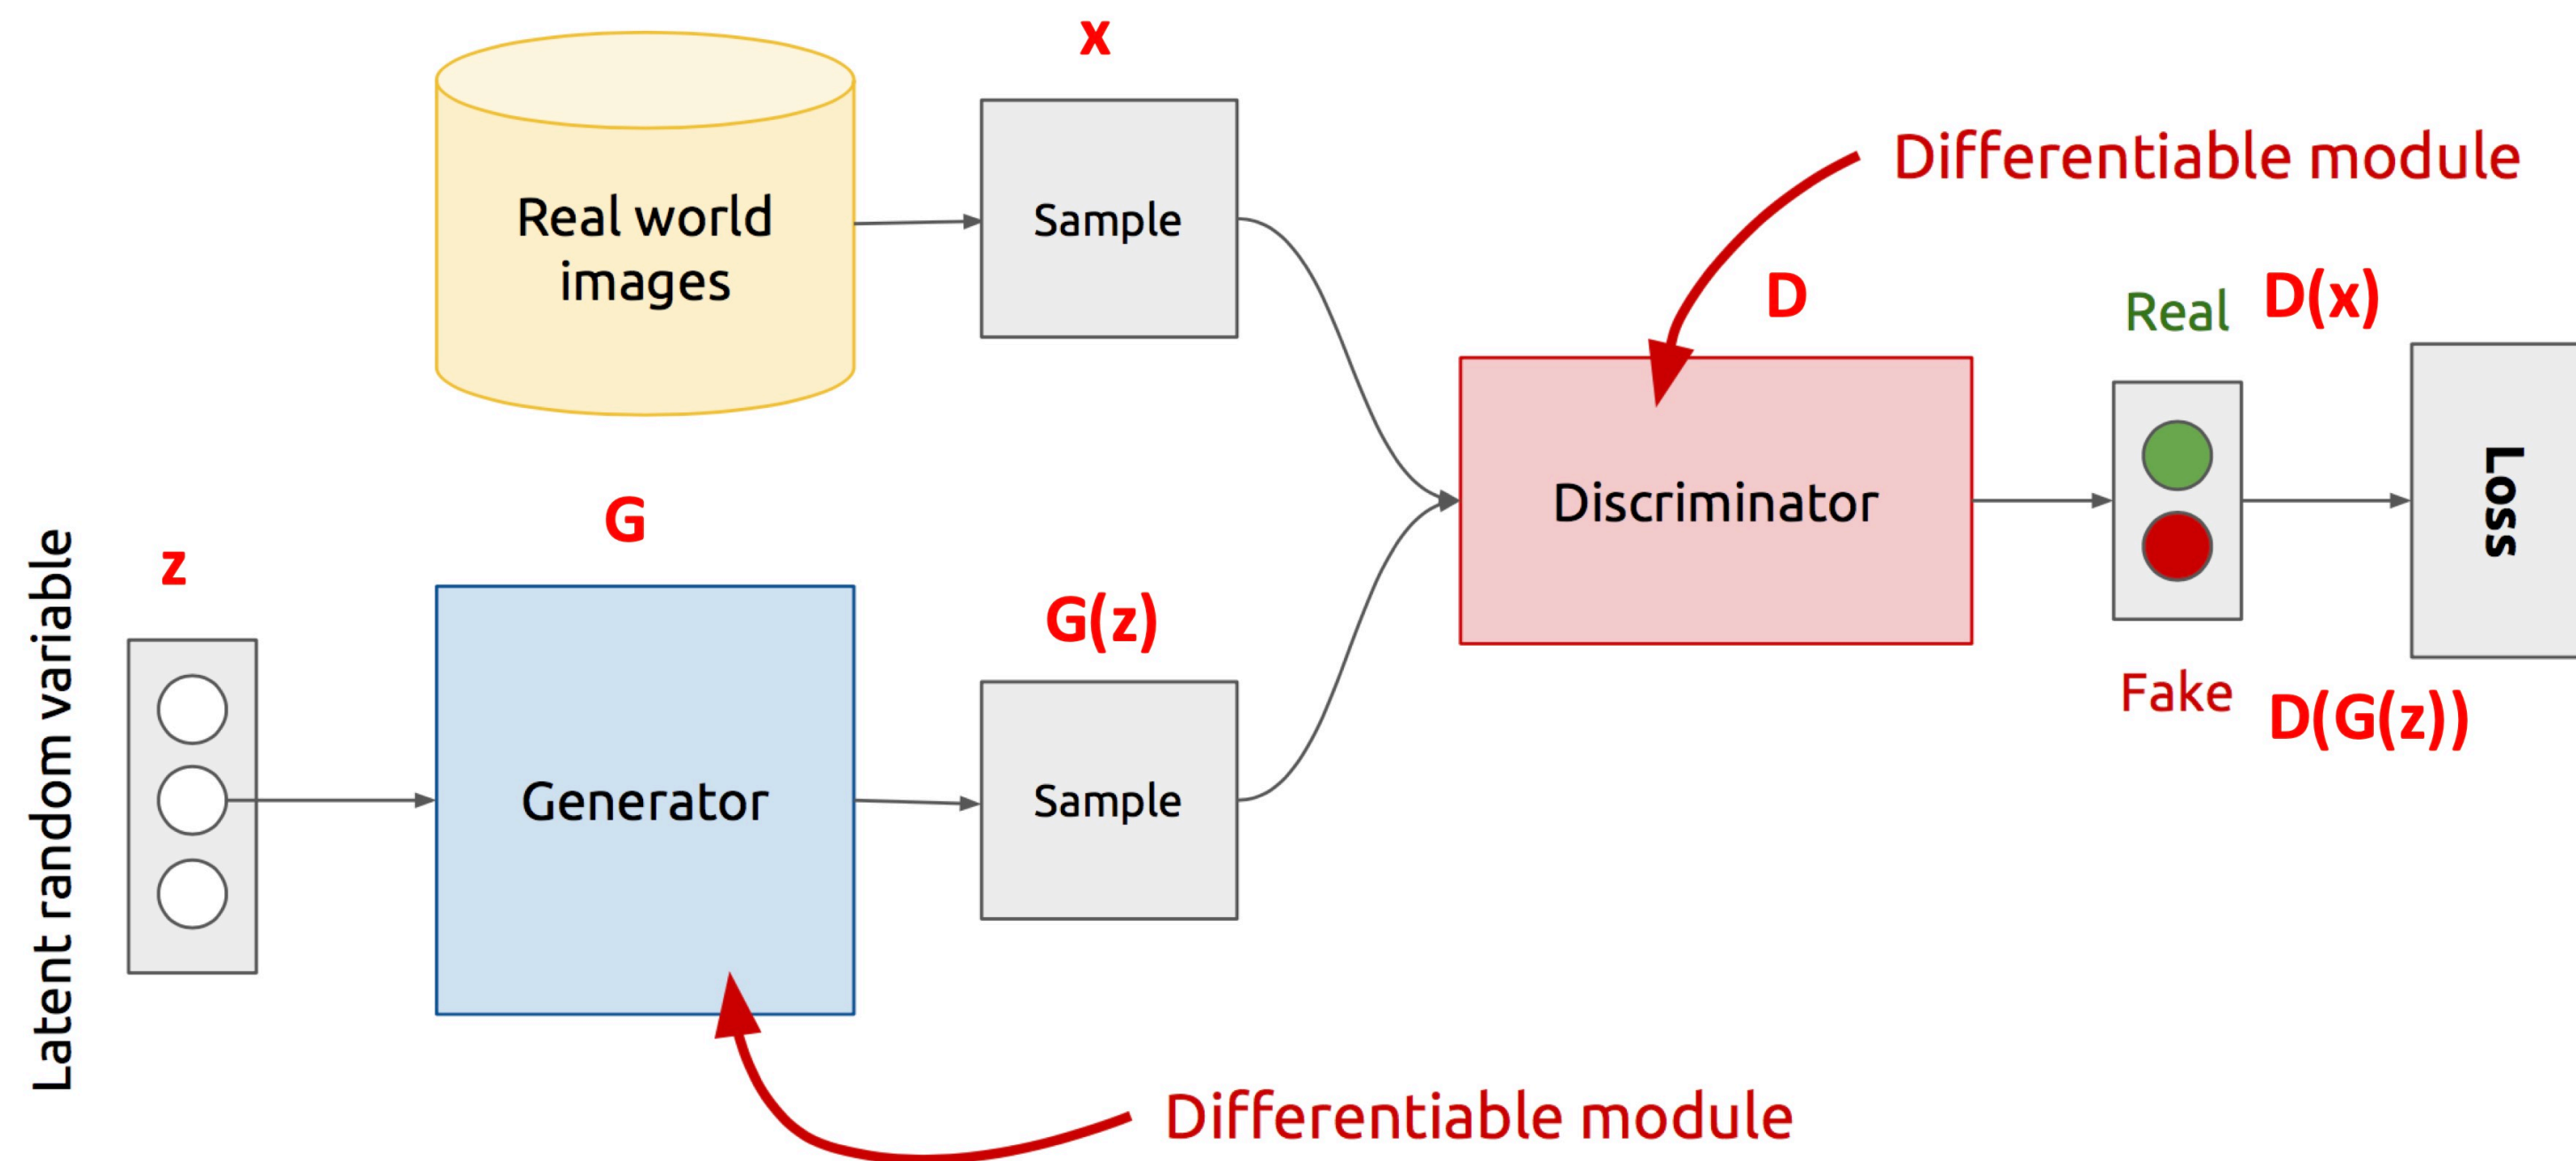 x
Real world
images
Sample
Differentiable module
D
Real
D(x)
Discriminator
Loss
Fake
D(G(z))
Latent random variable
z
G
Generator
G(z)
Sample
Differentiable module